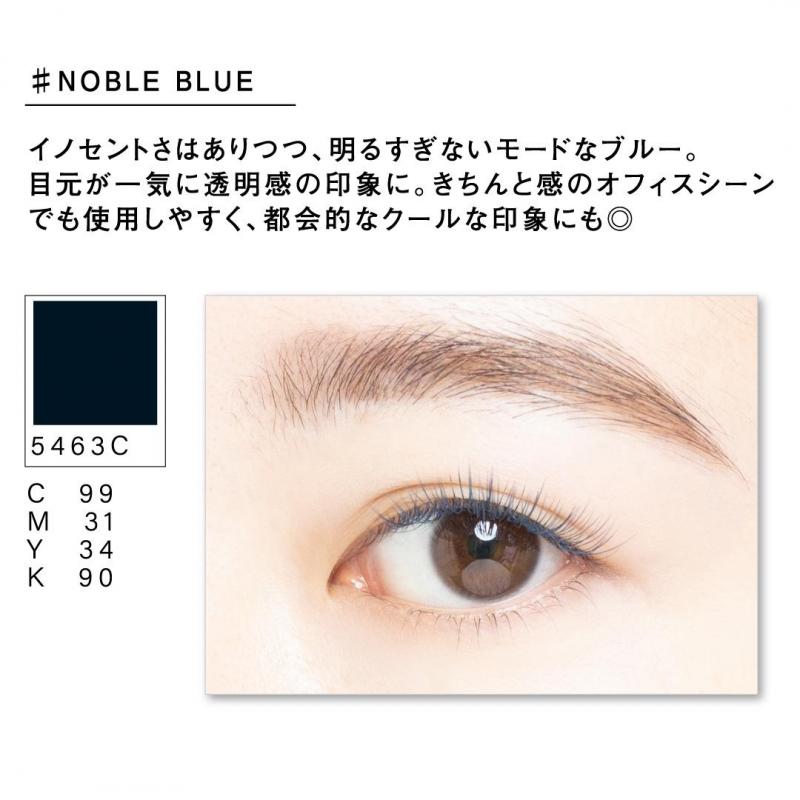 ♯NOBLE BLUE
イノセントさはありつつ、明るすぎないモードなブルー。
目元が一気に透明感の印象に。きちんと感のオフィスシーン
でも使用しやすく、都会的なクールな印象にも◎
5463C
C 99
M 31
Y 34
K 90